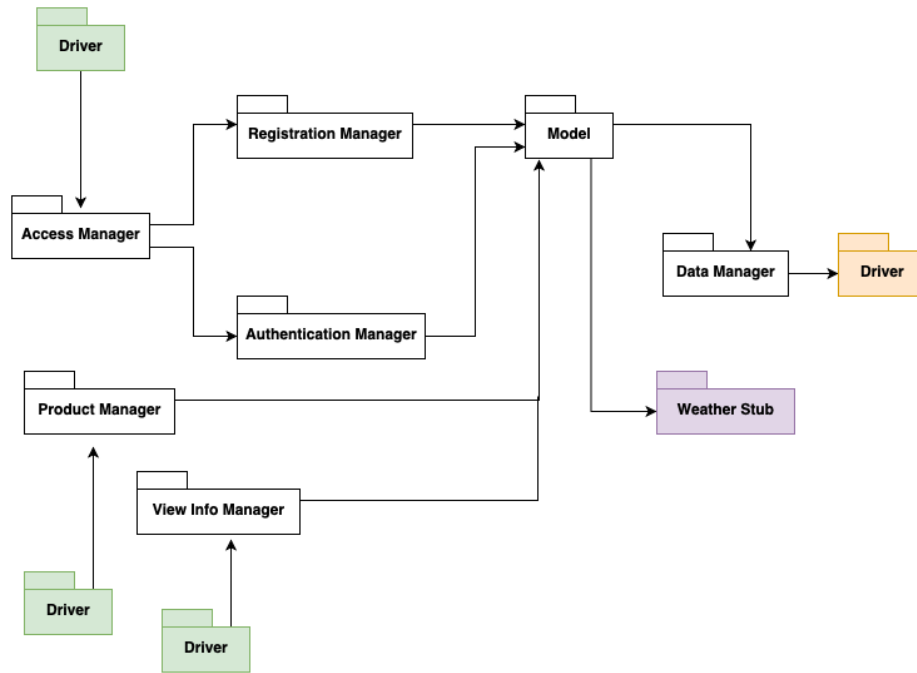 Driver
Registration Manager
Model
Access Manager
Data Manager
Driver
Authentication Manager
Product Manager
Weather Stub
View Info Manager
Driver
Driver